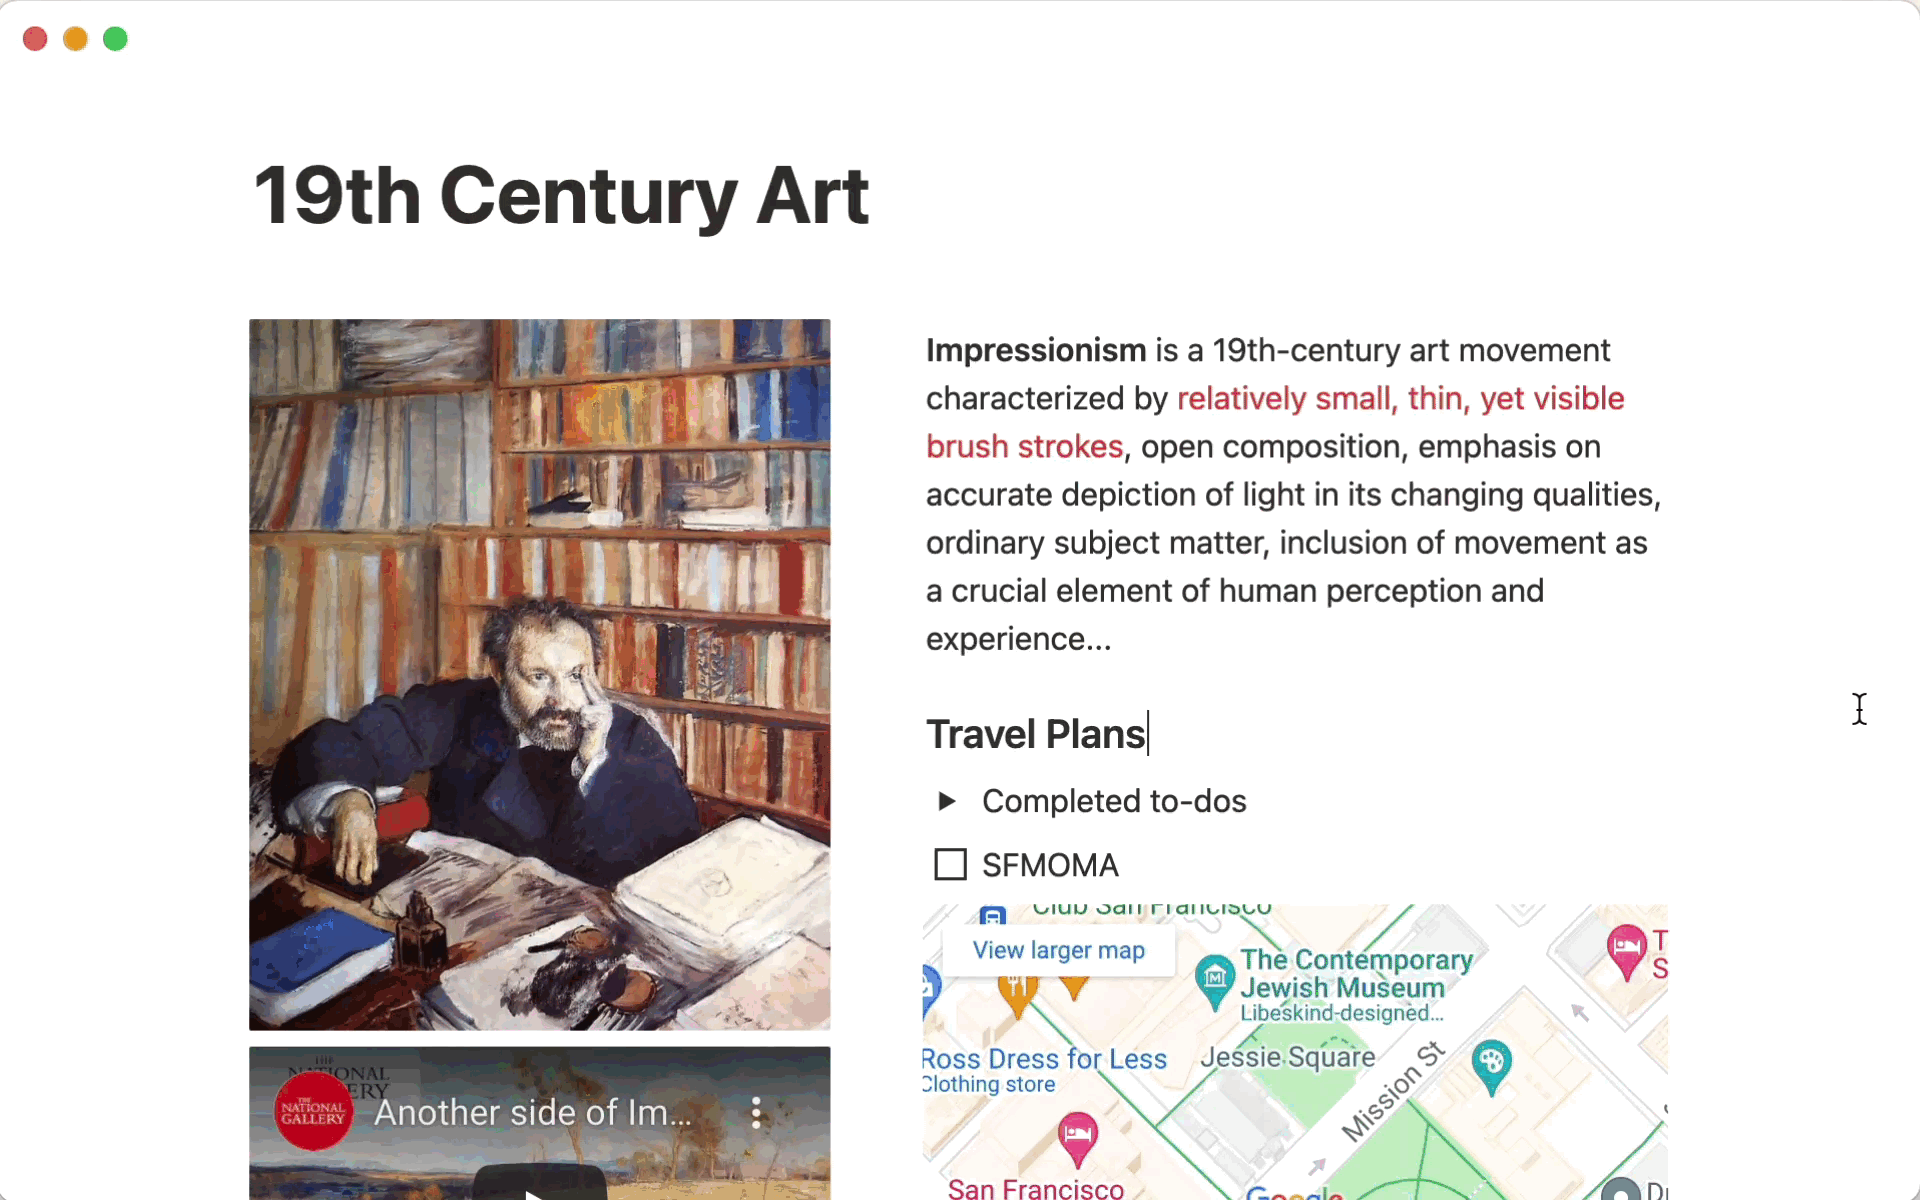 19th Century Art
Impressionism is a 19th-century art movement
characterized by relatively small, thin, yet visible
brush strokes, open composition, emphasis on
accurate depiction of light in its changing qualities,
ordinary subject matter, inclusion of movement as
a crucial element of human perception and
experience...
Travel Plans
Completed to-dos
SFMOMA
Club San Francisco
View larger map
The Contemporary
Jewish Museum
Libeskind-designed...
Ross Dress for Less
Clothing store
Jessie Square
Mission St
San Francisco
Google
THE
NATIONAL
GALLERY
Another side of Im...